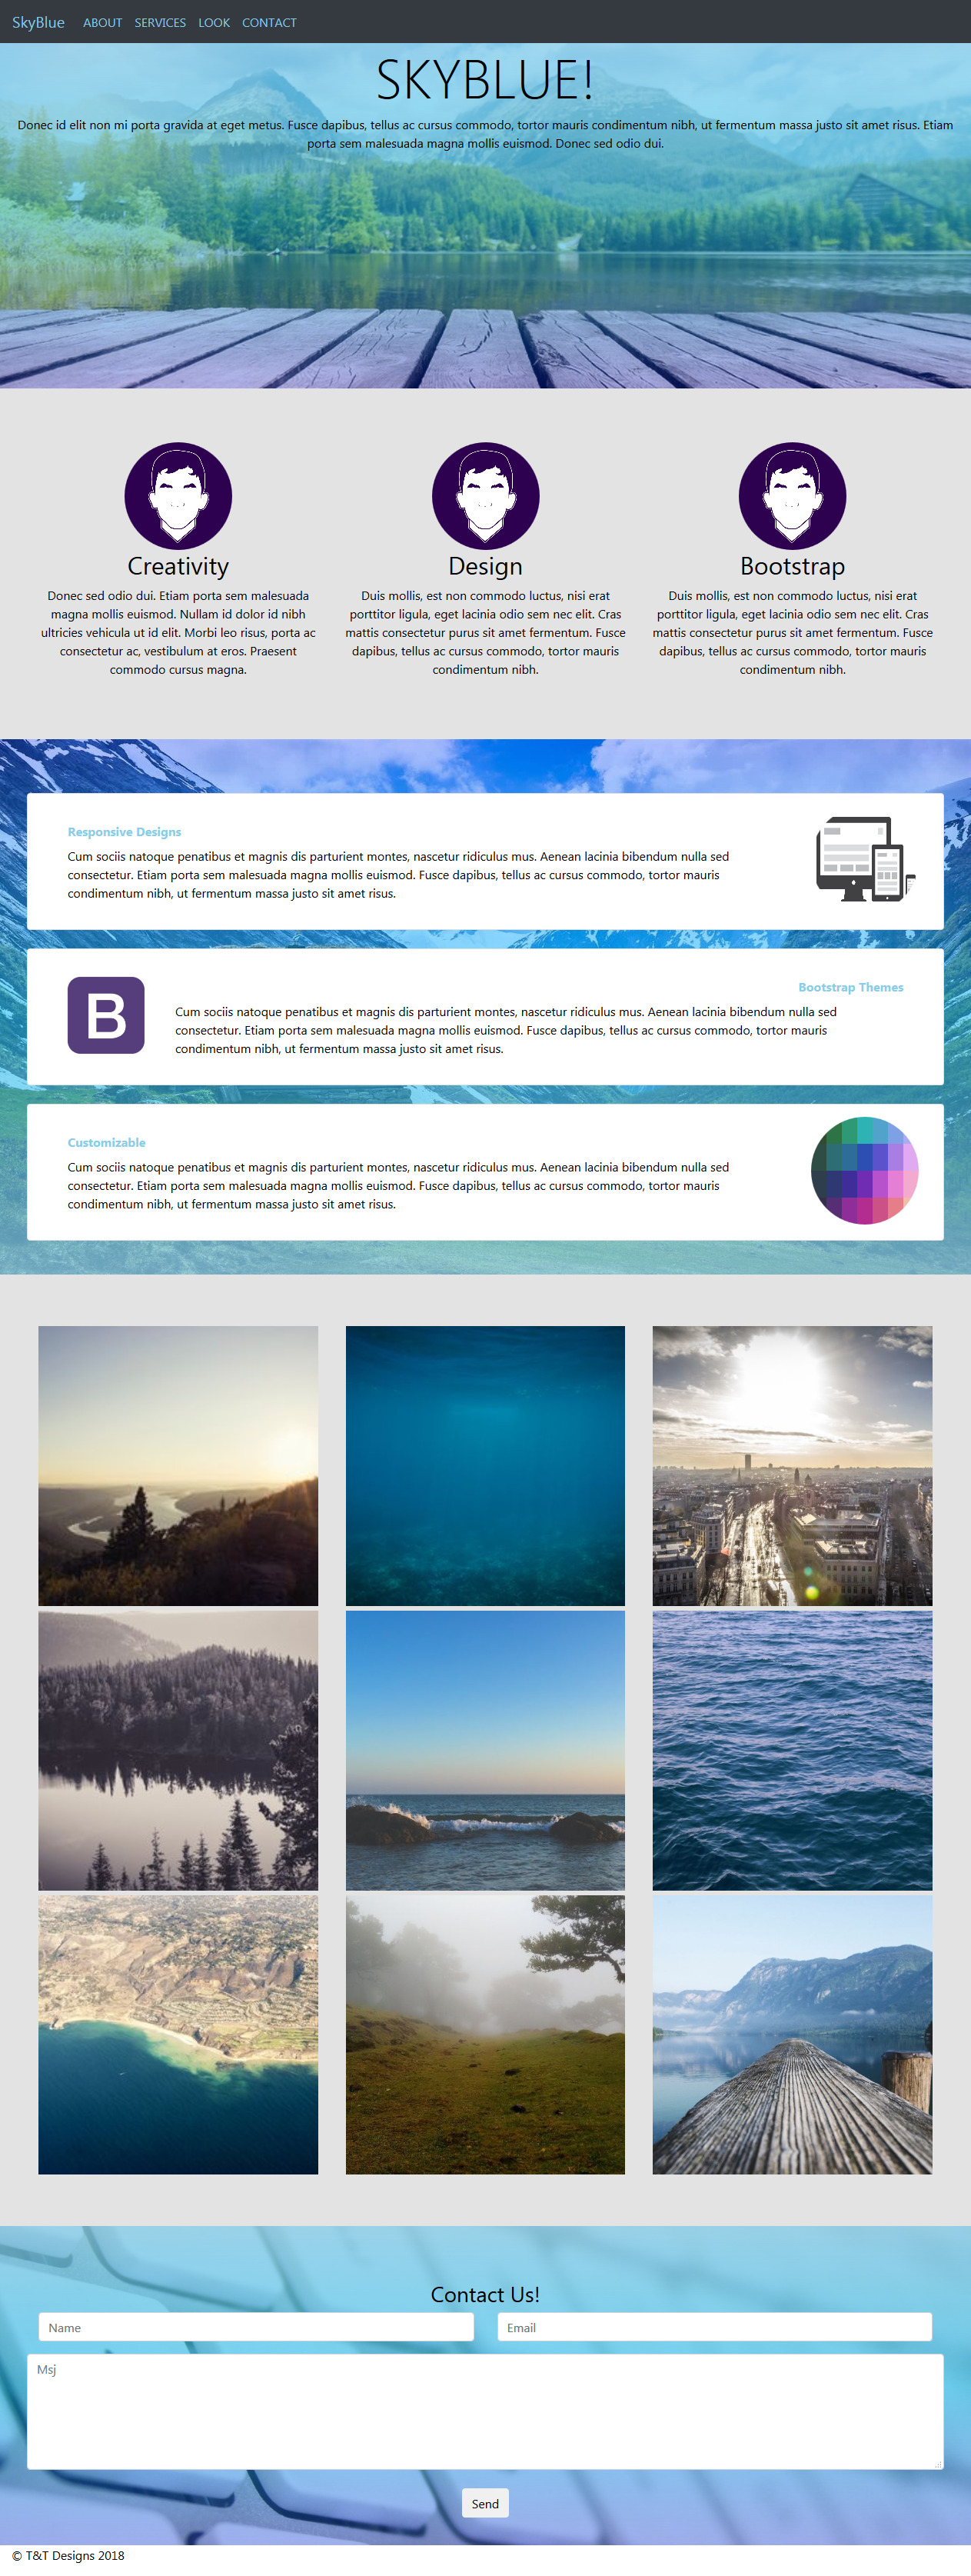 SkyBlue ABOUT SERVICES LOOK CONTACT
SKYBLUE!
Donec id elit non mi porta gravida at eget metus. Fusce dapibus, tellus ac cursus commodo, tortor mauris condimentum nibh, ut fermentum massa justo sit amet risus. Etiam
porta sem malesuada magna mollis euismod. Donec sed odio dui.
Creativity
Donec sed odio dui. Etiam porta sem malesuada
magna mollis euismod. Nullam id dolor id nibh
ultricies vehicula ut id elit. Morbi leo risus, porta ac
consectetur ac, vestibulum at eros. Praesent
commodo cursus magna.
Design
Duis mollis, est non commodo luctus, nisi erat
porttitor ligula, eget lacinia odio sem nec elit. Cras
mattis consectetur purus sit amet fermentum. Fusce
dapibus, tellus ac cursus commodo, tortor mauris
condimentum nibh.
Bootstrap
Duis mollis, est non commodo luctus, nisi erat
porttitor ligula, eget lacinia odio sem nec elit. Cras
mattis consectetur purus sit amet fermentum. Fusce
dapibus, tellus ac cursus commodo, tortor mauris
condimentum nibh.
Responsive Designs
Cum sociis natoque penatibus et magnis dis parturient montes, nascetur ridiculus mus. Aenean lacinia bibendum nulla sed
consectetur. Etiam porta sem malesuada magna mollis euismod. Fusce dapibus, tellus ac cursus commodo, tortor mauris
condimentum nibh, ut fermentum massa justo sit amet risus.
B
Bootstrap Themes
Cum sociis natoque penatibus et magnis dis parturient montes, nascetur ridiculus mus. Aenean lacinia bibendum nulla sed
consectetur. Etiam porta sem malesuada magna mollis euismod. Fusce dapibus, tellus ac cursus commodo, tortor mauris
condimentum nibh, ut fermentum massa justo sit amet risus.
Customizable
Cum sociis natoque penatibus et magnis dis parturient montes, nascetur ridiculus mus. Aenean lacinia bibendum nulla sed
consectetur. Etiam porta sem malesuada magna mollis euismod. Fusce dapibus, tellus ac cursus commodo, tortor mauris
condimentum nibh, ut fermentum massa justo sit amet risus.
Contact Us!
Name Email
Msj
Send
© T&T Designs 2018